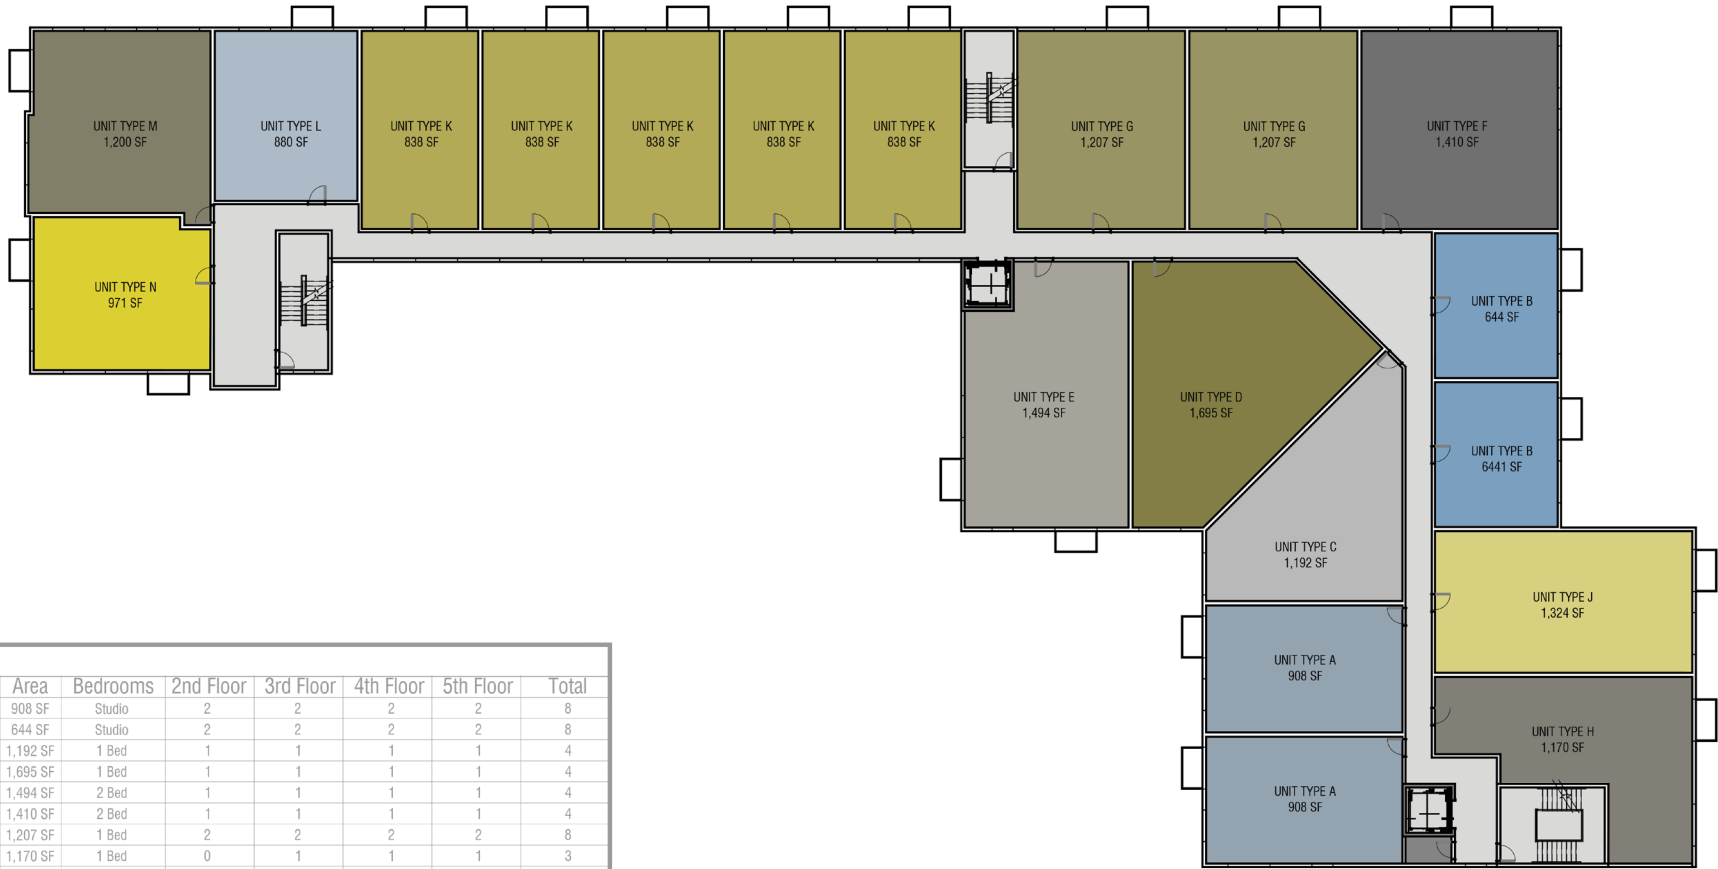 UNIT TYPE M
1,200 SF
UNIT TYPE L
880 SF
UNIT TYPE K
838 SF
UNIT TYPE K
838 SF
UNIT TYPE K
838 SF
UNIT TYPE K
838 SF
UNIT TYPE K
838 SF
UNIT TYPE G
1,207 SF
UNIT TYPE G
1,207 SF
UNIT TYPE F
1,410 SF
UNIT TYPE N
971 SF
UNIT TYPE B
644 SF
UNIT TYPE E
1,494 SF
UNIT TYPE D
1,695 SF
UNIT TYPE B
6441 SF
UNIT TYPE C
1,192 SF
UNIT TYPE J
1,324 SF
UNIT TYPE A
908 SF
UNIT TYPE H
1,170 SF
UNIT TYPE A
908 SF
Area Bedrooms 2nd Floor 3rd Floor 4th Floor 5th Floor Total
908 SF Studio 2 2 2 2 8
644 SF Studio 2 2 2 2 8
1,192 SF 1 Bed 1 1 1 1 4
1,695 SF 1 Bed 1 1 1 1 4
1,494 SF 2 Bed 1 1 1 1 4
1,410 SF 2 Bed 1 1 1 1 4
1,207 SF 1 Bed 2 2 2 2 8
1,170 SF 1 Bed 0 1 1 1 3